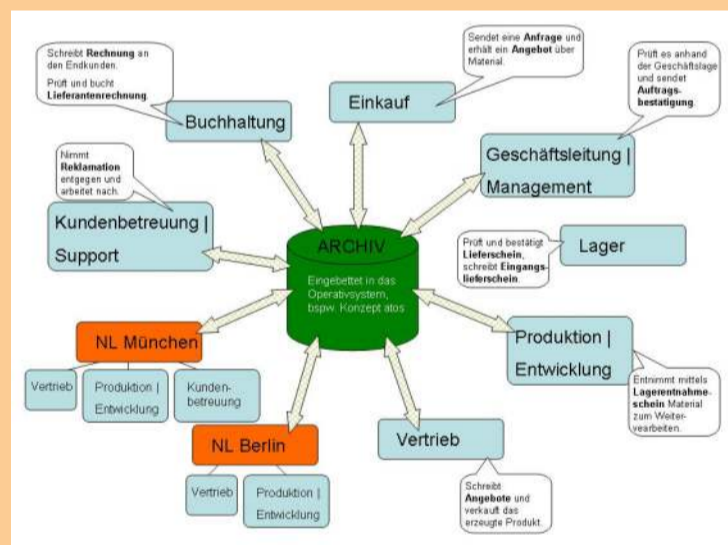 Schreibt Rechnung an
den Endkunden.
Prüft und bucht
Lieferantenrechnung.
Buchhaltung
Sendet eine Anfrage und
erhält ein Angebot über
Material.
Einkauf
Prüft es anhand
der Geschäftslage
und sendet
Auftrags-
bestätigung.
Geschäftsleitung |
Management
Nimmt
Reklamation
entgegen und
arbeitet nach.
Kundenbetreuung |
Support
ARCHIV
Eingebettet in das
Operativsystem,
bspw. Konzept atos
Prüft und bestätigt
Lieferschein,
schreibt Eingangs-
lieferschein.
Lager
NL München
Vertrieb
Produktion |
Entwicklung
Kunden-
betreuung
Produktion |
Entwicklung
Entnimmt mittels
Lagerentnahme-
schein Material
zum Weiter-
vearbeiten.
NL Berlin
Vertrieb
Produktion |
Entwicklung
Vertrieb
Schreibt
Angebote und
verkauft das
erzeugte Produkt.